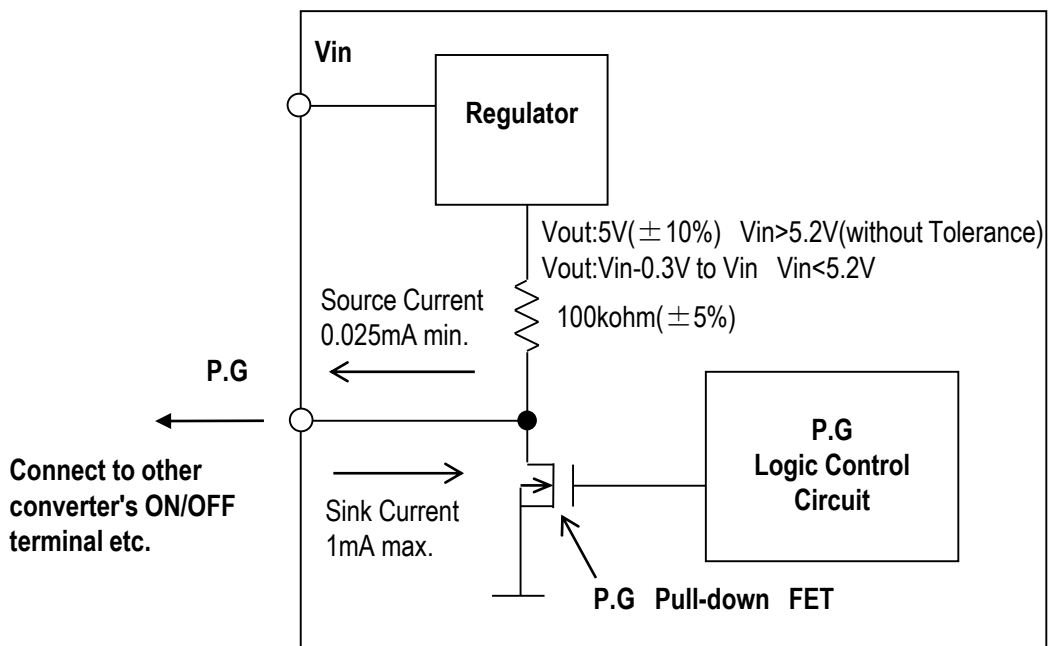 Vin
Regulator
Vout:5V(±10%) Vin>5.2V(without Tolerance)
Vout:Vin-0.3V to Vin Vin<5.2V
100kohm(±5%)
Source Current
0.025mA min.
P.G
Connect to other
converter's ON/OFF
terminal etc.
Sink Current
1mA max.
P.G
Logic Control
Circuit
P.G Pull-down FET